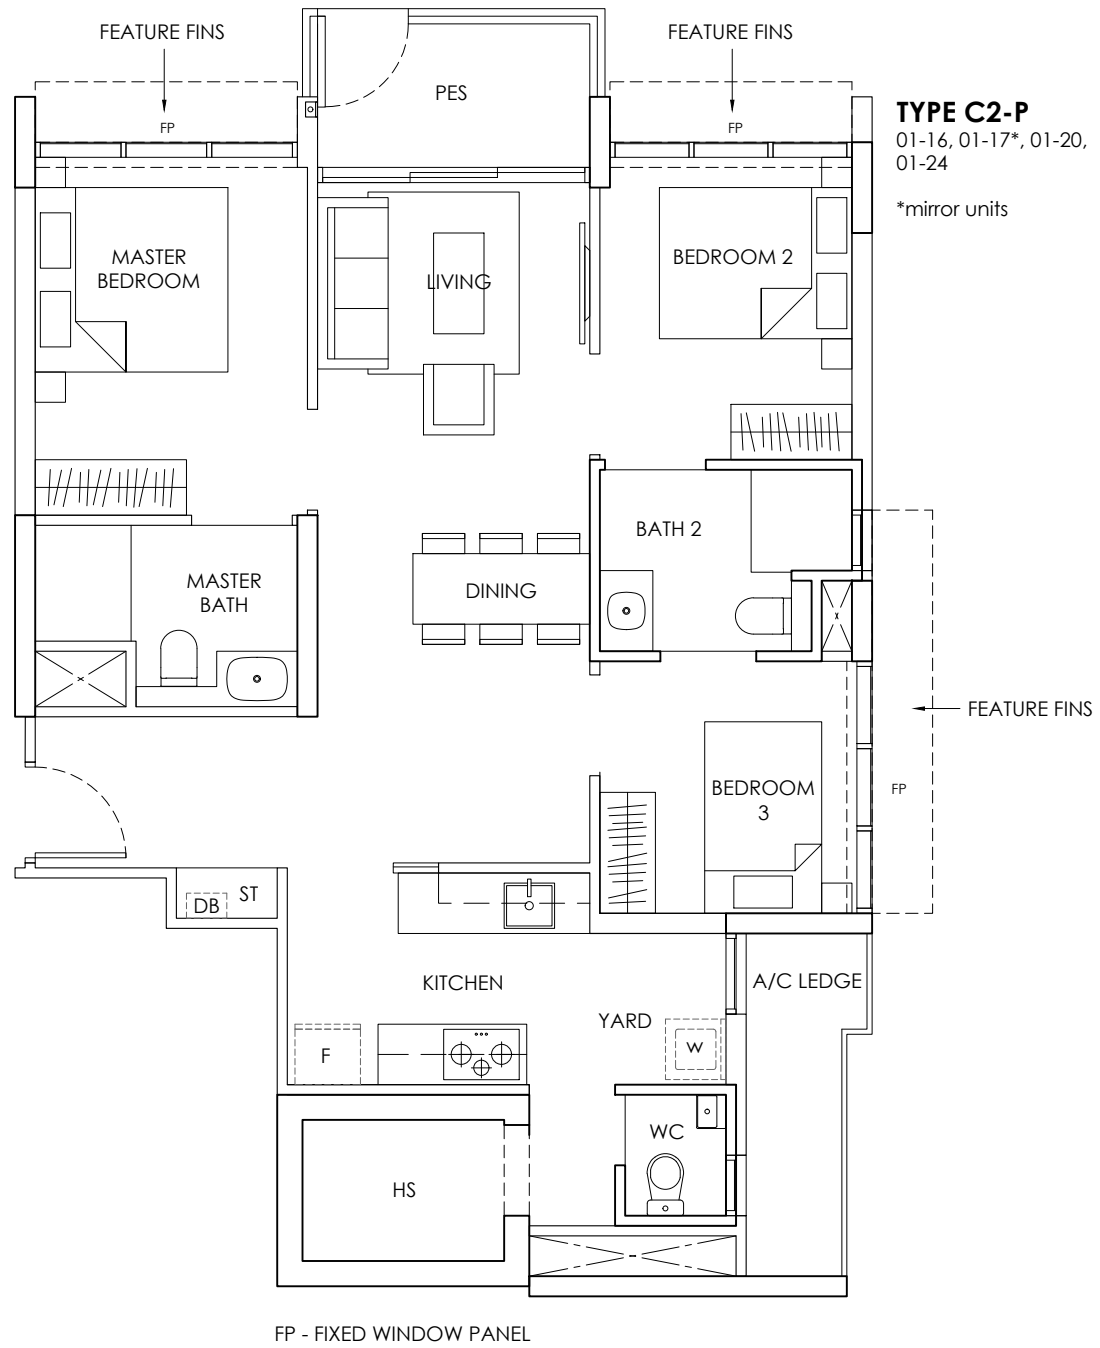 FEATURE FINS
FEATURE FINS
PES
FP
FP
TYPE C2-P
01-16, 01-17*, 01-20,
01-24
*mirror units
MASTER
BEDROOM
LIVING
BEDROOM 2
BATH 2
MASTER
BATH
DINING
FEATURE FINS
BEDROOM
3
FP
ST
DB
KITCHEN
A/C LEDGE
YARD
F
W
WC
HS
FP - FIXED WINDOW PANEL